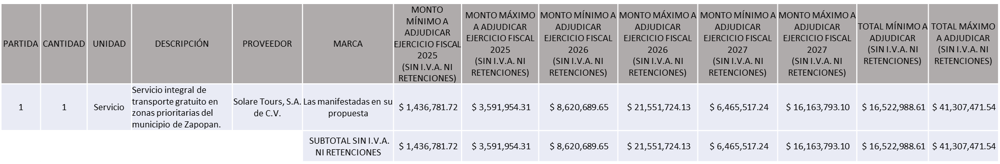 PARTIDA
CANTIDAD
UNIDAD
DESCRIPCIÓN
PROVEEDOR
MARCA
MONTO
MÍNIMO A
ADJUDICAR
EJERCICIO FISCAL
2025
(SIN I.V.A. NI
RETENCIONES)
MONTO MÁXIMO
A ADJUDICAR
EJERCICIO FISCAL
2025
(SIN I.V.A. NI
RETENCIONES)
MONTO MÍNIMO A
ADJUDICAR
EJERCICIO FISCAL
2026
(SIN I.V.A. NI
RETENCIONES)
MONTO MÁXIMO A
ADJUDICAR
EJERCICIO FISCAL
2026
(SIN I.V.A. NI
RETENCIONES)
MONTO MÍNIMO A
ADJUDICAR
EJERCICIO FISCAL
2027
(SIN I.V.A. NI
RETENCIONES)
MONTO MÁXIMO A
ADJUDICAR
EJERCICIO FISCAL
2027
(SIN I.V.A. NI
RETENCIONES)
TOTAL MÍNIMO A
ADJUDICAR
(SIN I.V.A. NI
RETENCIONES)
TOTAL MÁXIMO
A ADJUDICAR
(SIN I.V.A. NI
RETENCIONES)
1
1
Servicio
Servicio integral de
transporte gratuito en
zonas prioritarias del
municipio de Zapopan.
Solare Tours, S.A.
de C.V.
Las manifestadas en su
propuesta
$ 1,436,781.72
$ 3,591,954.31
$ 8,620,689.65
$ 21,551,724.13
$ 6,465,517.24
$ 16,163,793.10
$ 16,522,988.61
$ 41,307,471.54
SUBTOTAL SIN I.V.A.
NI RETENCIONES
$ 1,436,781.72
$ 3,591,954.31
$ 8,620,689.65
$ 21,551,724.13
$ 6,465,517.24
$ 16,163,793.10
$ 16,522,988.61
$ 41,307,471.54